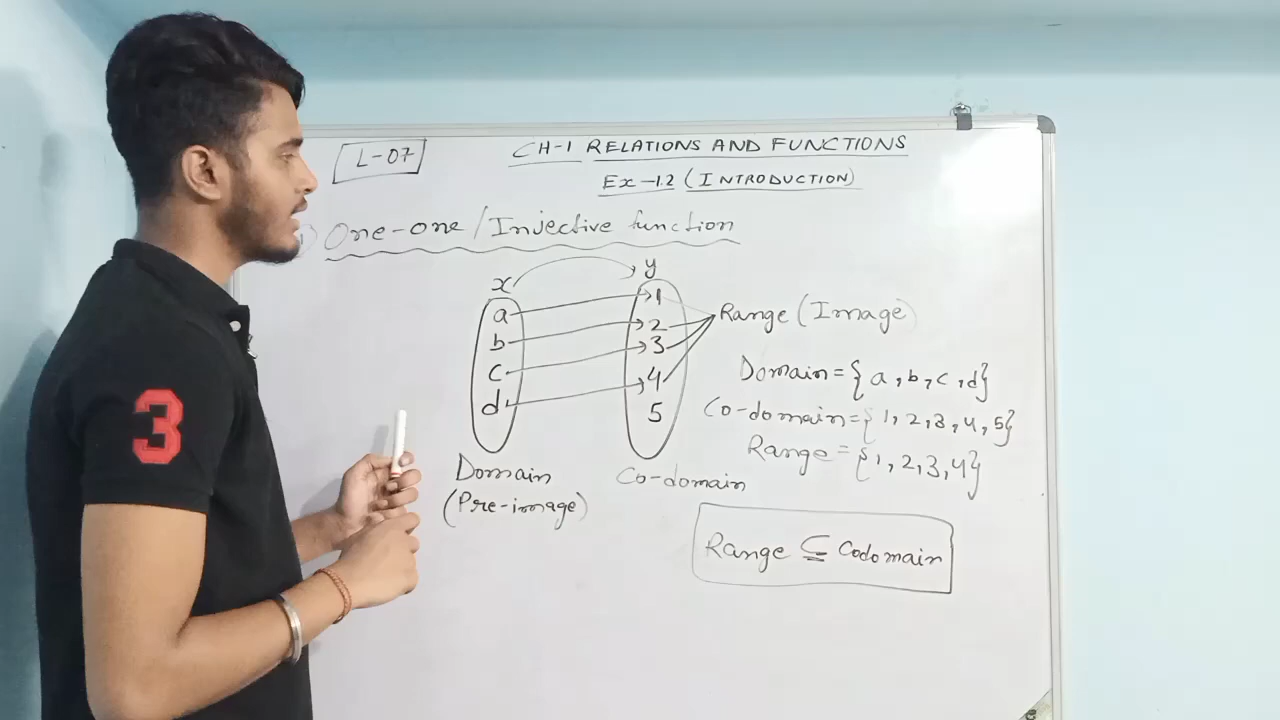 L-07
CH-1 RELATIONS AND FUNCTIONS
Ex-1.2 (INTRODUCTION)
One-one/Injective function
x y
a 1
b 2
c 3
d 4
5
Range (Image)
Domain = { a, b, c, d}
Co-domain = { 1, 2, 3, 4, 5}
Range = { 1, 2, 3, 4}
Domain
(Pre-image)
Co-domain
Range ⊆ Codomain
3